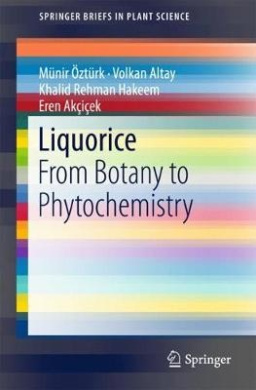 SPRINGER BRIEFS IN PLANT SCIENCE
Münir Öztürk · Volkan Altay
Khalid Rehman Hakeem
Eren Akçiçek
Liquorice
From Botany to
Phytochemistry
Springer